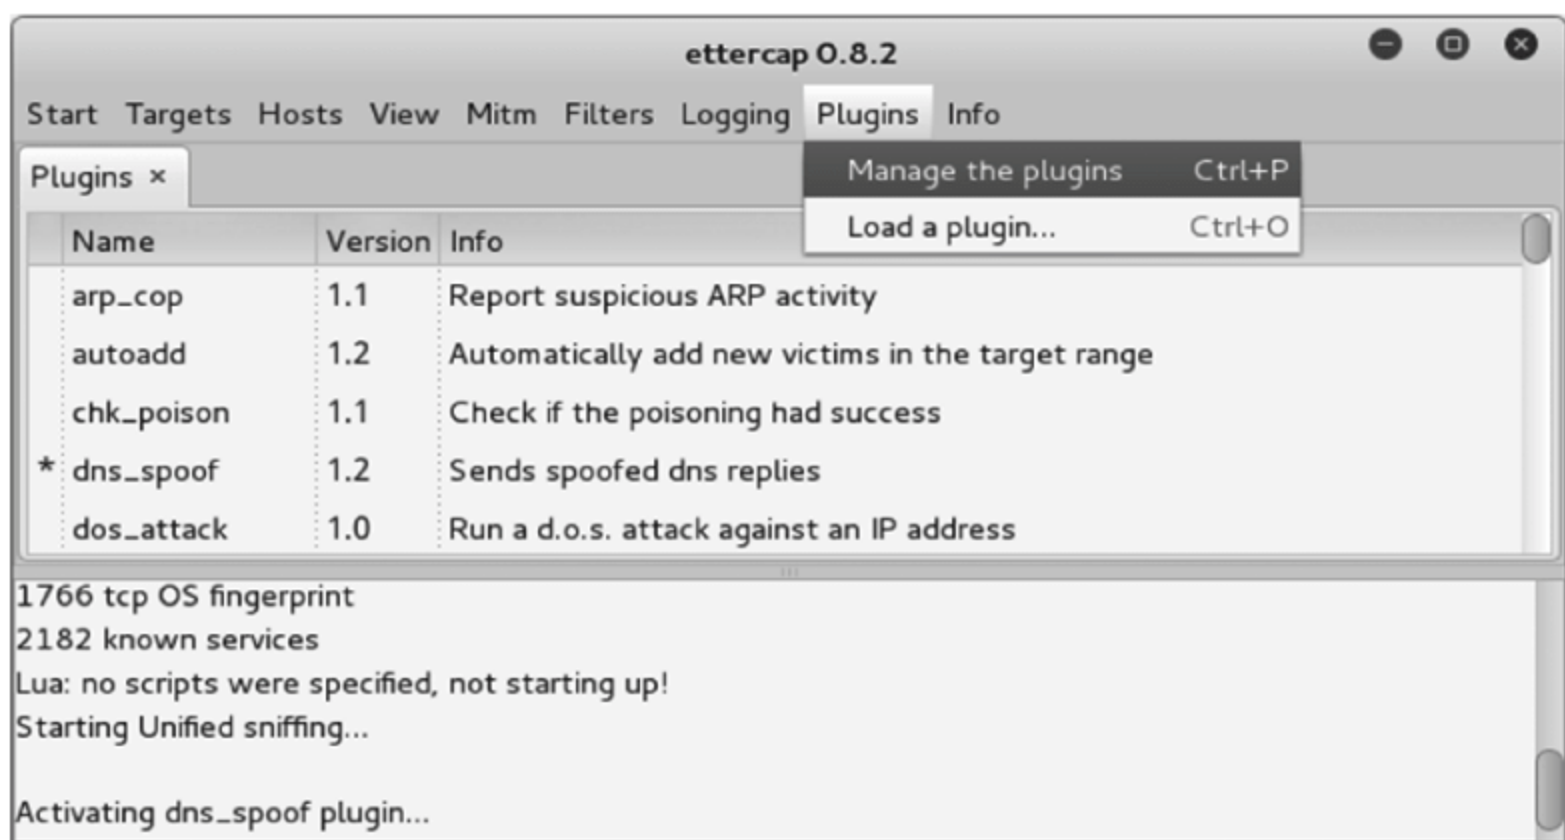 ettercap 0.8.2
Start Targets Hosts View Mitm Filters Logging Plugins Info
Manage the plugins Ctrl+P
Load a plugin... Ctrl+O
Plugins ×
Name Version Info
arp_cop 1.1 Report suspicious ARP activity
autoadd 1.2 Automatically add new victims in the target range
chk_poison 1.1 Check if the poisoning had success
* dns_spoof 1.2 Sends spoofed dns replies
dos_attack 1.0 Run a d.o.s. attack against an IP address
1766 tcp OS fingerprint
2182 known services
Lua: no scripts were specified, not starting up!
Starting Unified sniffing...
Activating dns_spoof plugin...